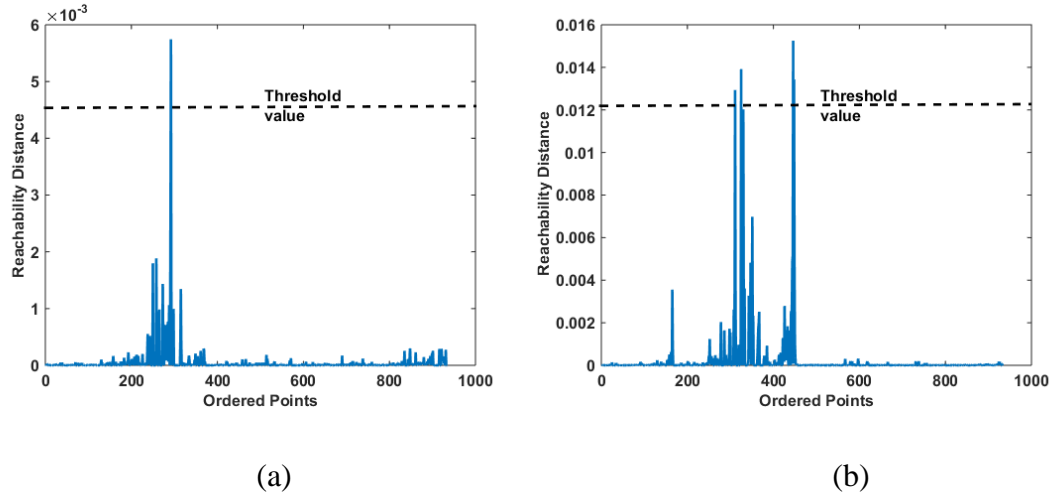 ×10⁻³
6
5
4
3
2
1
0
Reachability Distance
Threshold
value
0 200 400 600 800 1000
Ordered Points
(a)
0.016
0.014
0.012
0.01
0.008
0.006
0.004
0.002
0
Reachability Distance
Threshold
value
0 200 400 600 800 1000
Ordered Points
(b)